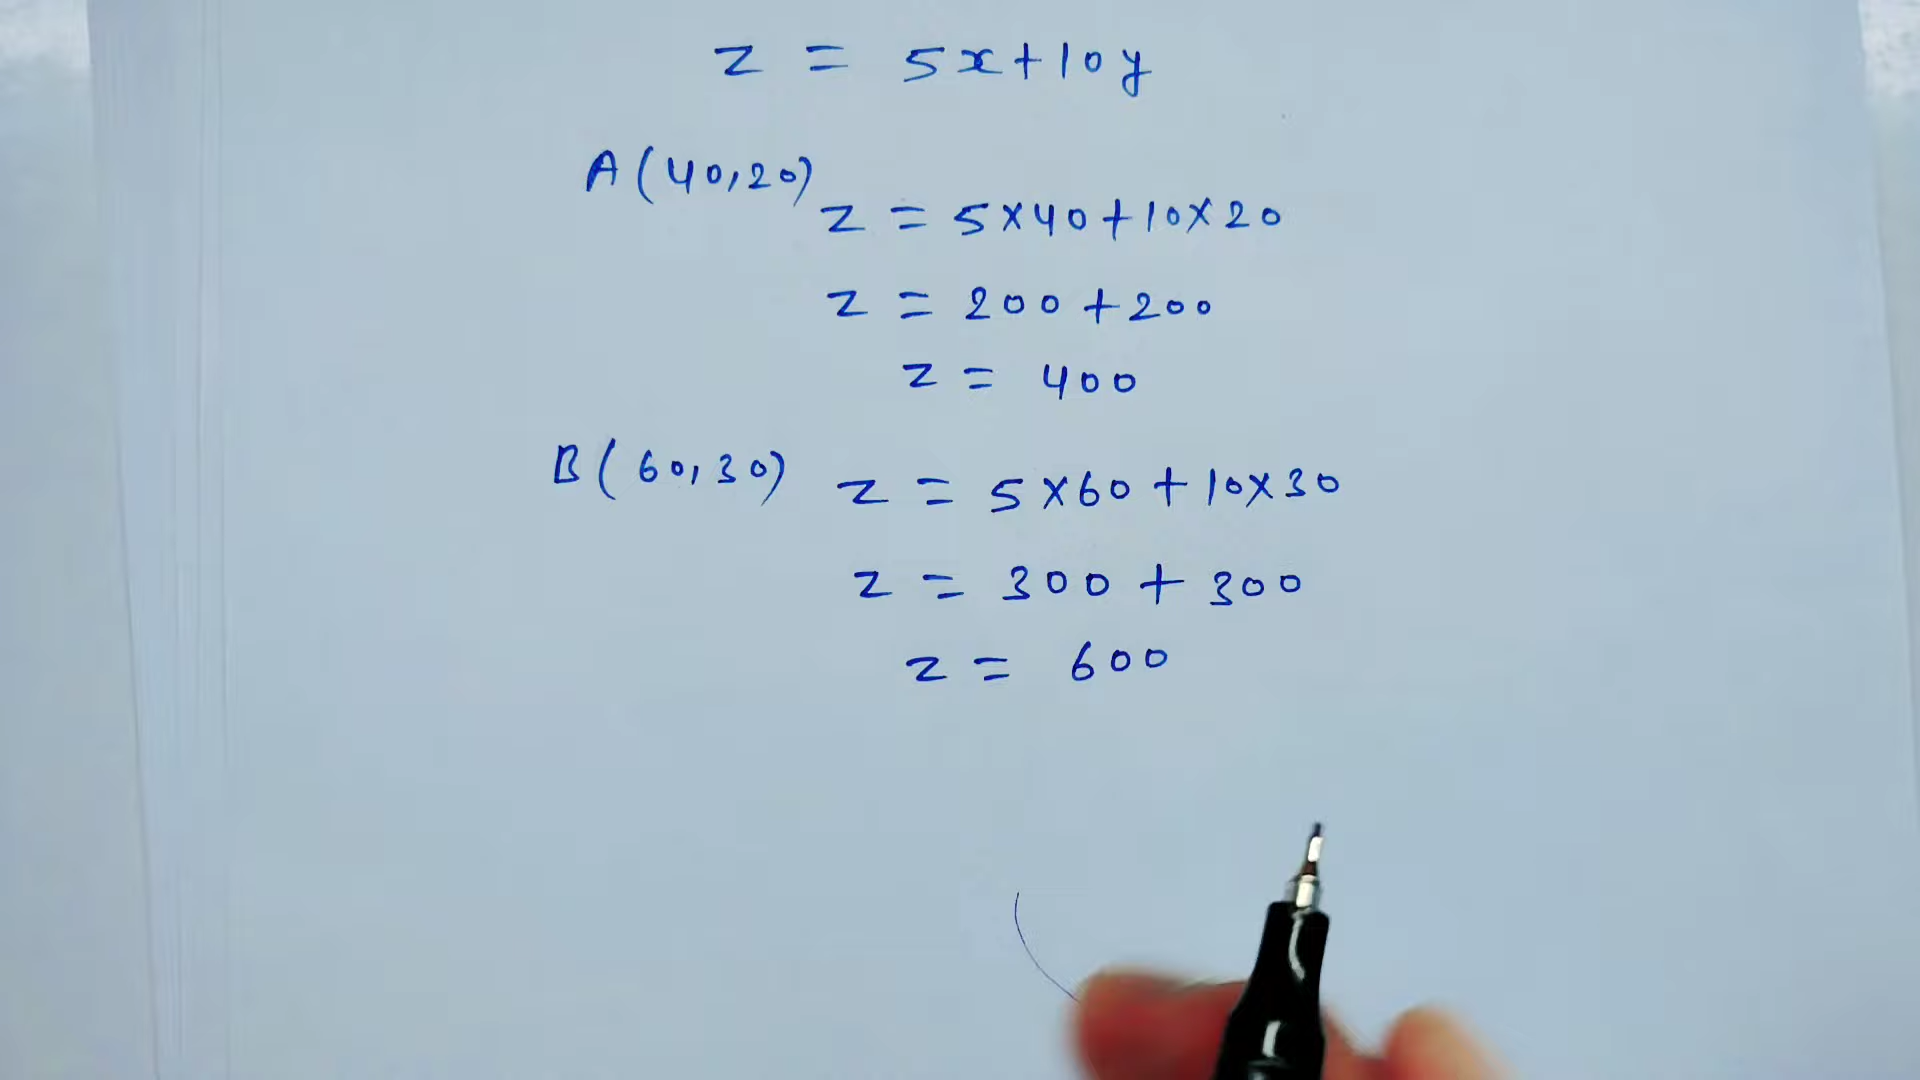 z = 5x+10y
A(40,20)
z = 5×40+10×20
z = 200+200
z = 400
B(60,30) z = 5×60+10×30
z = 300+300
z = 600